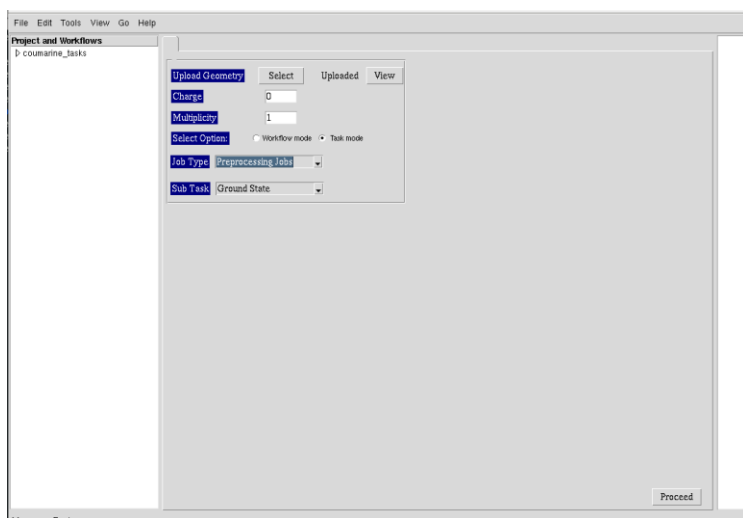 File Edit Tools View Go Help
Project and Workflows
coumarine_tasks
Upload Geometry Select Uploaded View
Charge 0
Multiplicity 1
Select Option: Workflow mode Task mode
Job Type Preprocessing Jobs
Sub Task Ground State
Proceed